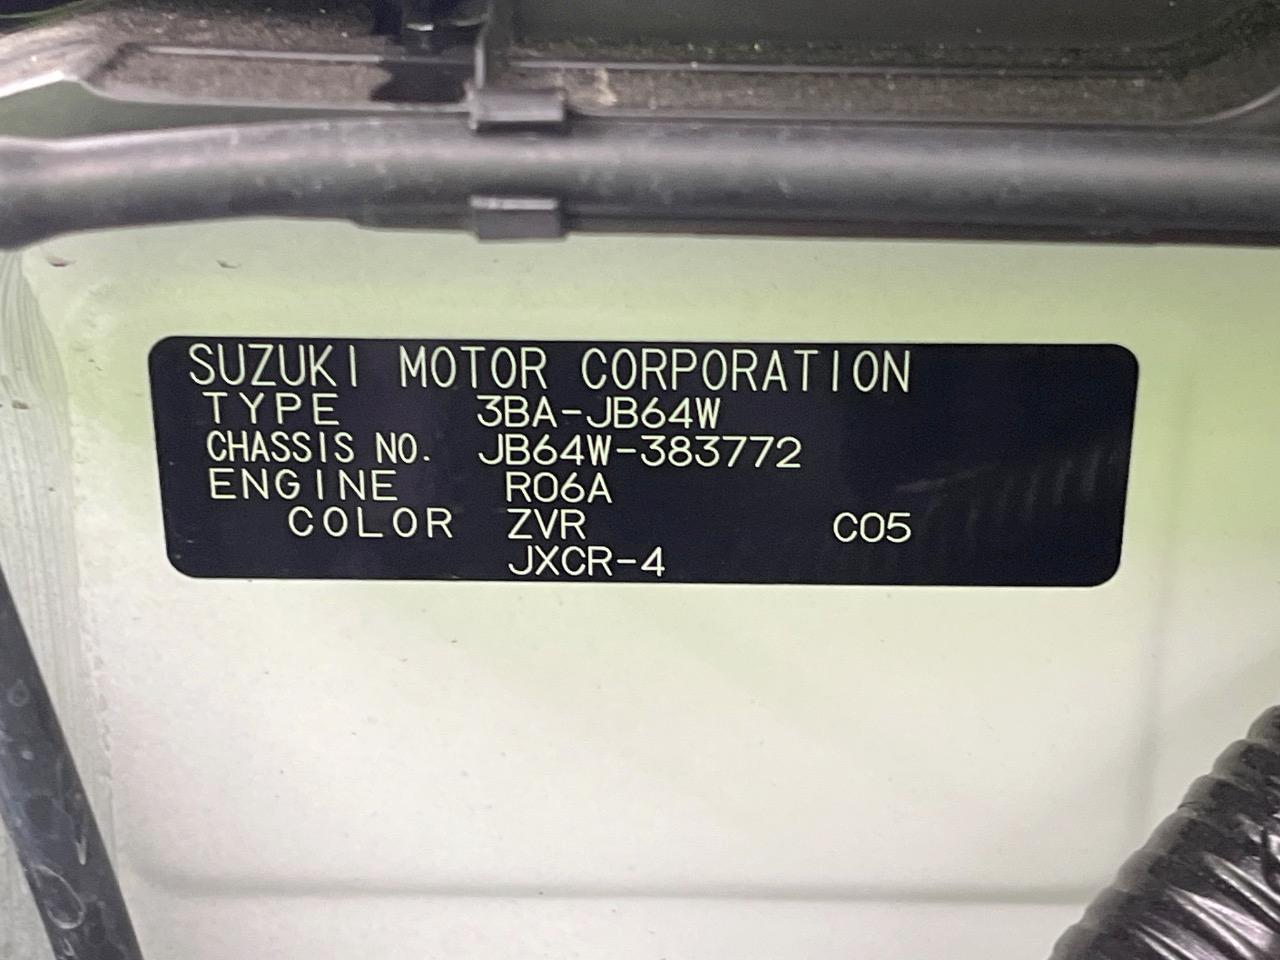 SUZUKI MOTOR CORPORATION
TYPE 3BA-JB64W
CHASSIS NO. JB64W-383772
ENGINE R06A
COLOR ZVR C05
JXCR-4